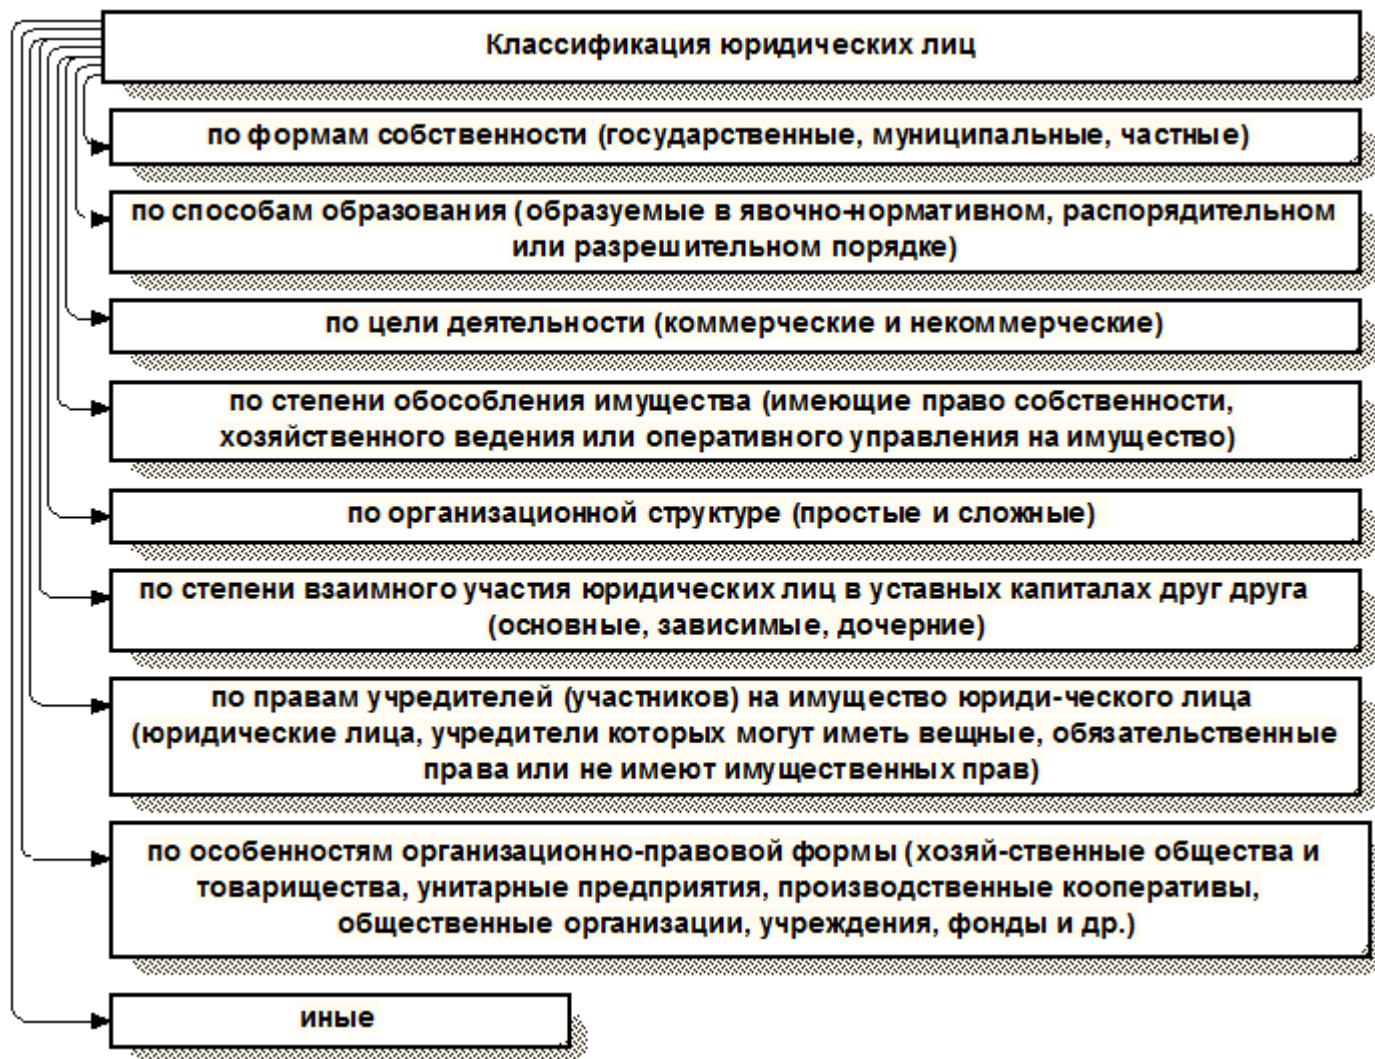 Классификация юридических лиц
по формам собственности (государственные, муниципальные, частные)
по способам образования (образуемые в явочно-нормативном, распорядительном
или разрешительном порядке)
по цели деятельности (коммерческие и некоммерческие)
по степени обособления имущества (имеющие право собственности,
хозяйственного ведения или оперативного управления на имущество)
по организационной структуре (простые и сложные)
по степени взаимного участия юридических лиц в уставных капиталах друг друга
(основные, зависимые, дочерние)
по правам учредителей (участников) на имущество юриди-ческого лица
(юридические лица, учредители которых могут иметь вещные, обязательственные
права или не имеют имущественных прав)
по особенностям организационно-правовой формы (хозяй-ственные общества и
товарищества, унитарные предприятия, производственные кооперативы,
общественные организации, учреждения, фонды и др.)
иные